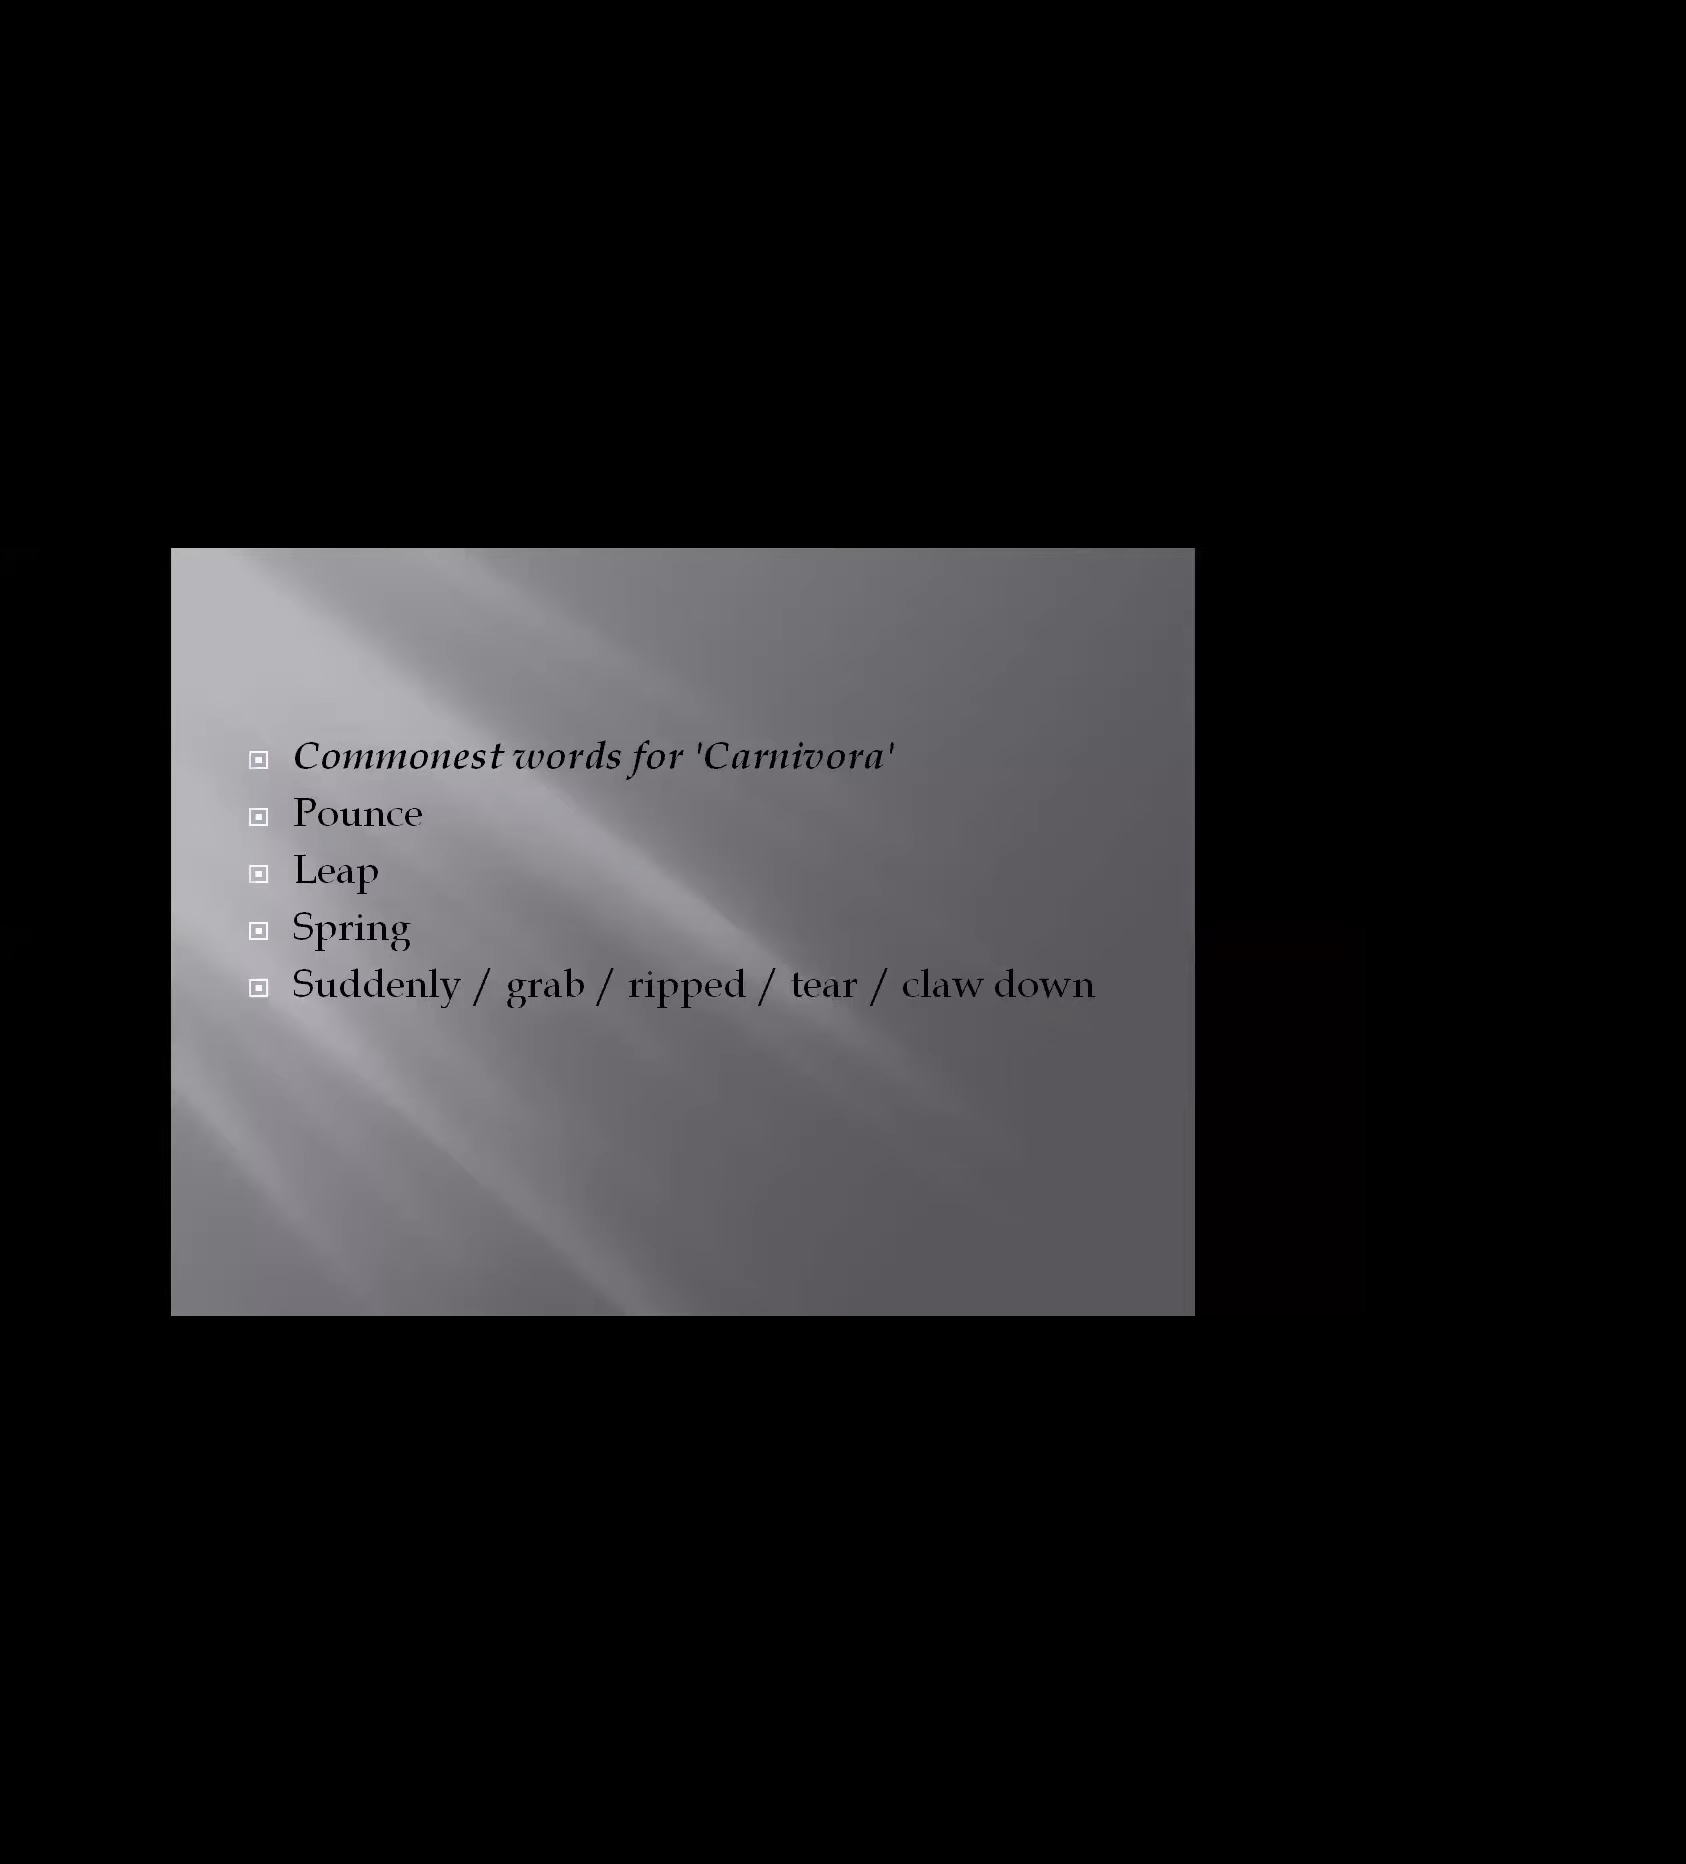 Commonest words for 'Carnivora'
Pounce
Leap
Spring
Suddenly / grab / ripped / tear / claw down